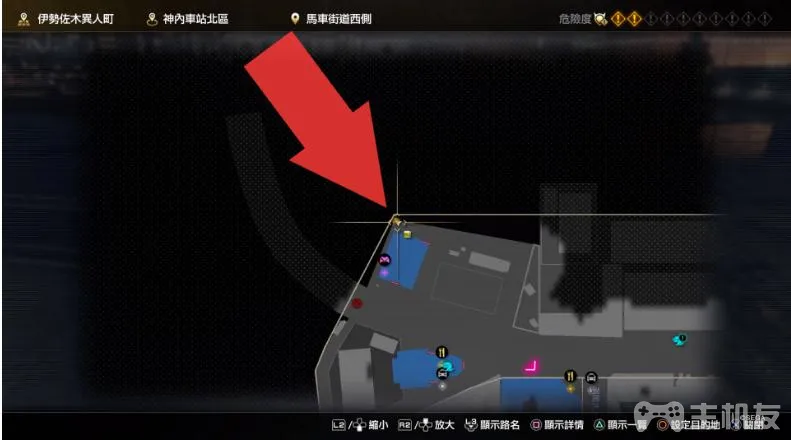 伊勢佐木異人町 神內車站北區 馬車街道西側 危險度
©SEGA
L2/縮小 R2/放大 顯示路名 顯示詳情 顯示一覽 設定目的地 關閉
主机友